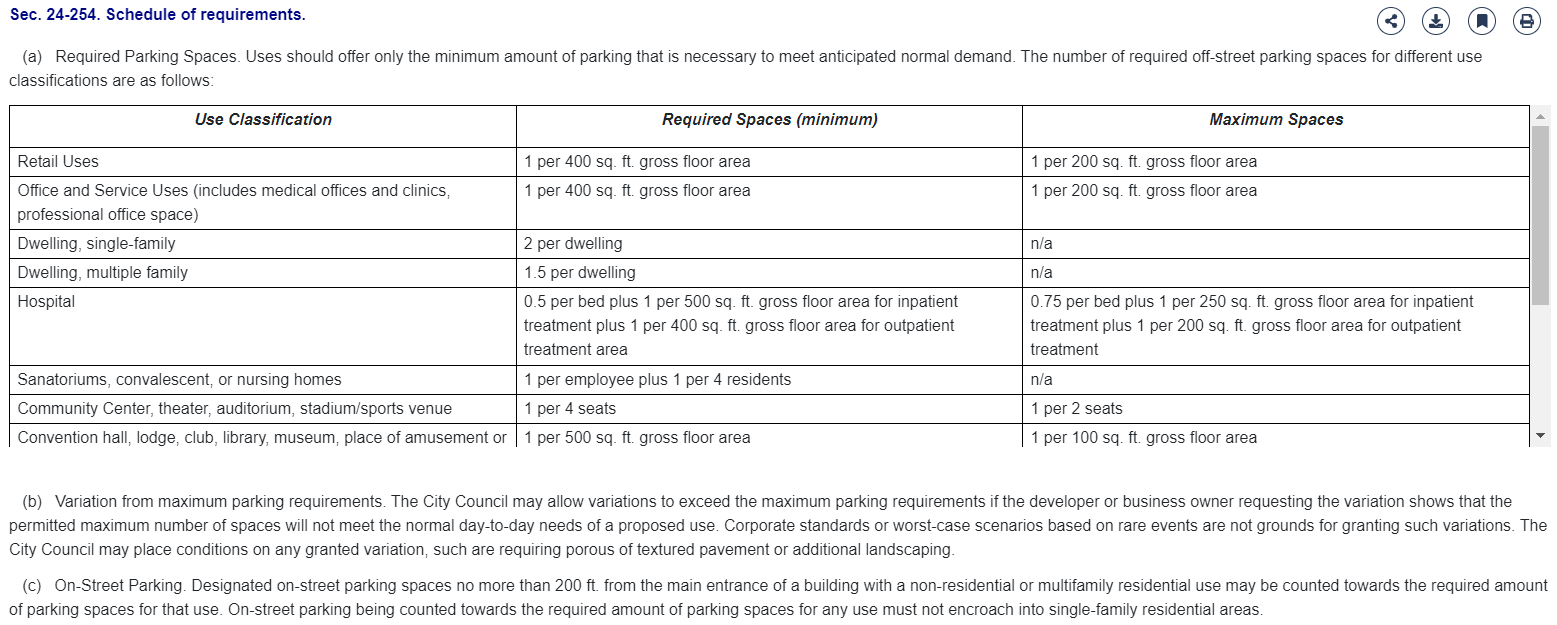 Sec. 24-254. Schedule of requirements.
(a) Required Parking Spaces. Uses should offer only the minimum amount of parking that is necessary to meet anticipated normal demand. The number of required off-street parking spaces for different use
classifications are as follows:
Use Classification Required Spaces (minimum) Maximum Spaces
Retail Uses 1 per 400 sq. ft. gross floor area 1 per 200 sq. ft. gross floor area
Office and Service Uses (includes medical offices and clinics, 1 per 400 sq. ft. gross floor area 1 per 200 sq. ft. gross floor area
professional office space)
Dwelling, single-family 2 per dwelling n/a
Dwelling, multiple family 1.5 per dwelling n/a
Hospital 0.5 per bed plus 1 per 500 sq. ft. gross floor area for inpatient 0.75 per bed plus 1 per 250 sq. ft. gross floor area for inpatient
treatment plus 1 per 400 sq. ft. gross floor area for outpatient treatment plus 1 per 200 sq. ft. gross floor area for outpatient
treatment area treatment
Sanatoriums, convalescent, or nursing homes 1 per employee plus 1 per 4 residents n/a
Community Center, theater, auditorium, stadium/sports venue 1 per 4 seats 1 per 2 seats
Convention hall, lodge, club, library, museum, place of amusement or 1 per 500 sq. ft. gross floor area 1 per 100 sq. ft. gross floor area
(b) Variation from maximum parking requirements. The City Council may allow variations to exceed the maximum parking requirements if the developer or business owner requesting the variation shows that the
permitted maximum number of spaces will not meet the normal day-to-day needs of a proposed use. Corporate standards or worst-case scenarios based on rare events are not grounds for granting such variations. The
City Council may place conditions on any granted variation, such are requiring porous of textured pavement or additional landscaping.
(c) On-Street Parking. Designated on-street parking spaces no more than 200 ft. from the main entrance of a building with a non-residential or multifamily residential use may be counted towards the required amount
of parking spaces for that use. On-street parking being counted towards the required amount of parking spaces for any use must not encroach into single-family residential areas.